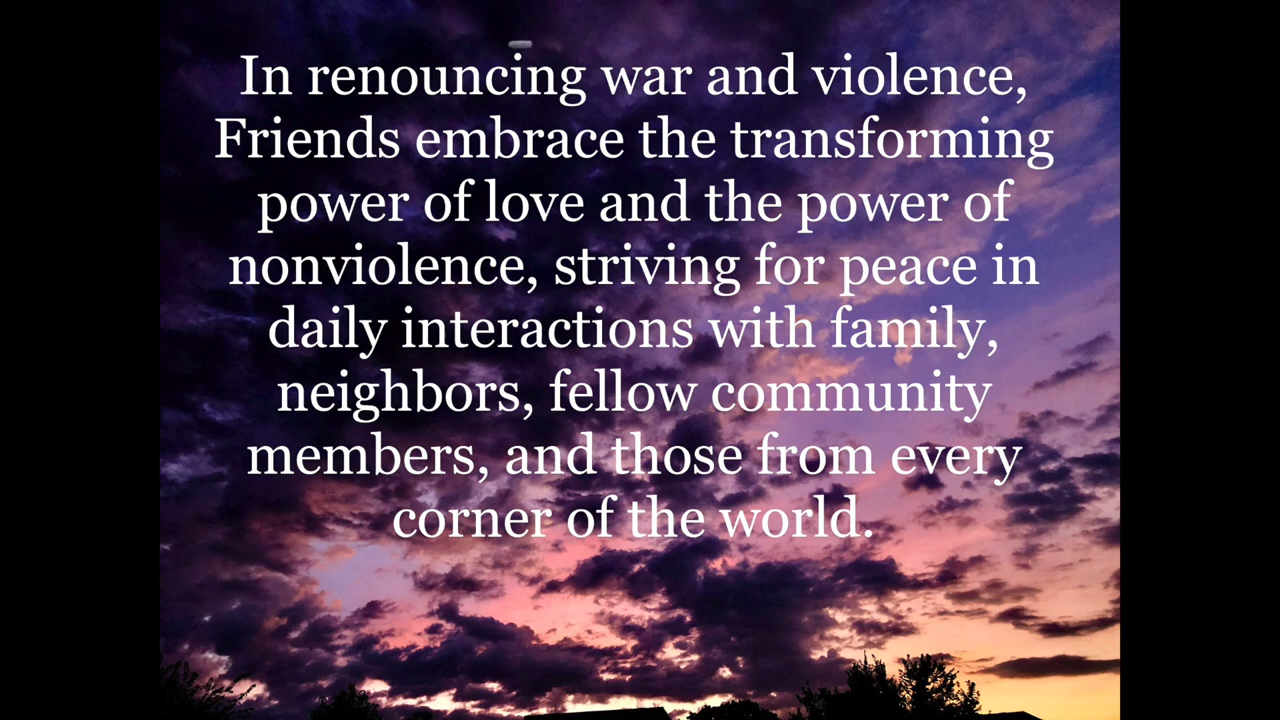 In renouncing war and violence,
Friends embrace the transforming
power of love and the power of
nonviolence, striving for peace in
daily interactions with family,
neighbors, fellow community
members, and those from every
corner of the world.